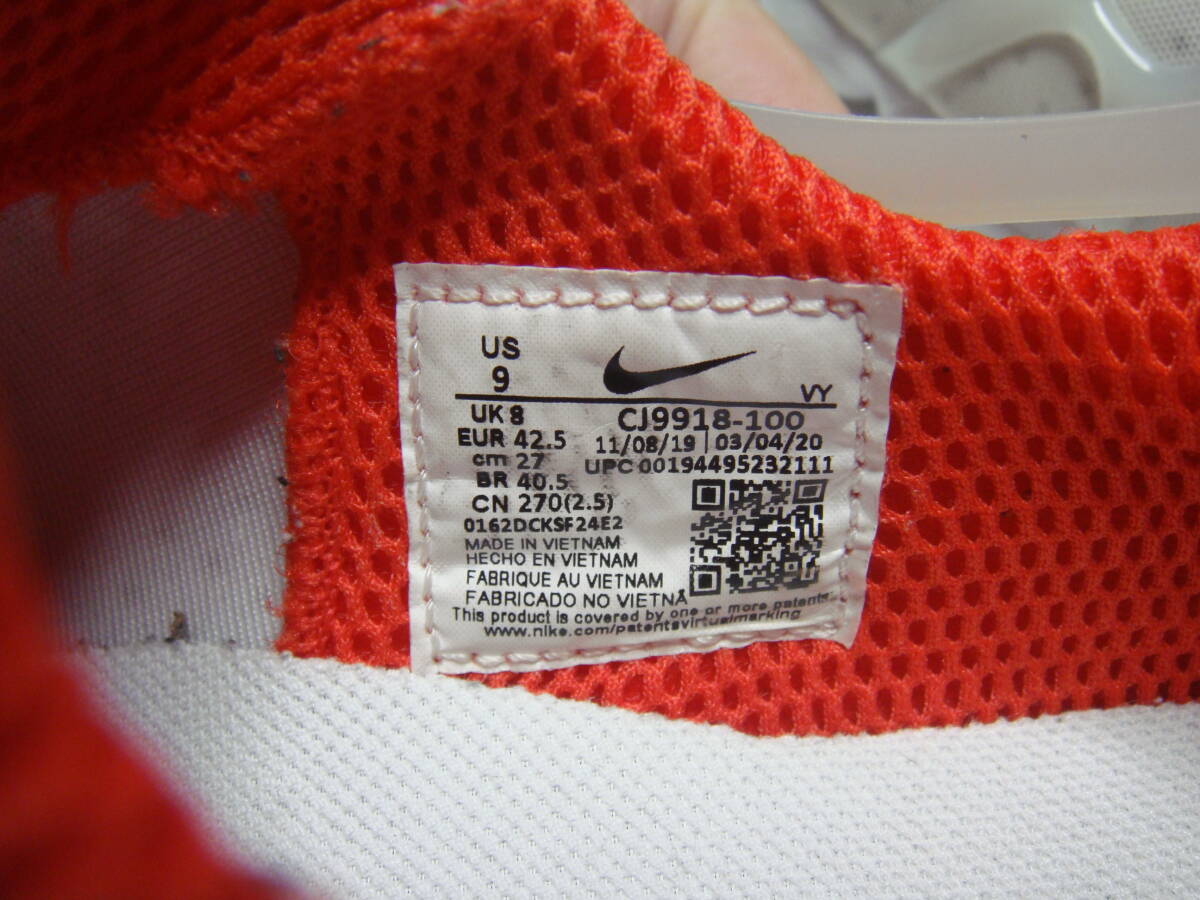 US
9
VY
UK 8
CJ9918-100
EUR 42.5
11/08/19 | 03/04/20
cm 27
UPC 00194495232111
BR 40.5
CN 270(2.5)
0162DCKSF24E2
MADE IN VIETNAM
HECHO EN VIETNAM
FABRIQUE AU VIETNAM
FABRICADO NO VIETNÃ
This product is covered by one or more patents
www.nike.com/patentsvirtualmarking